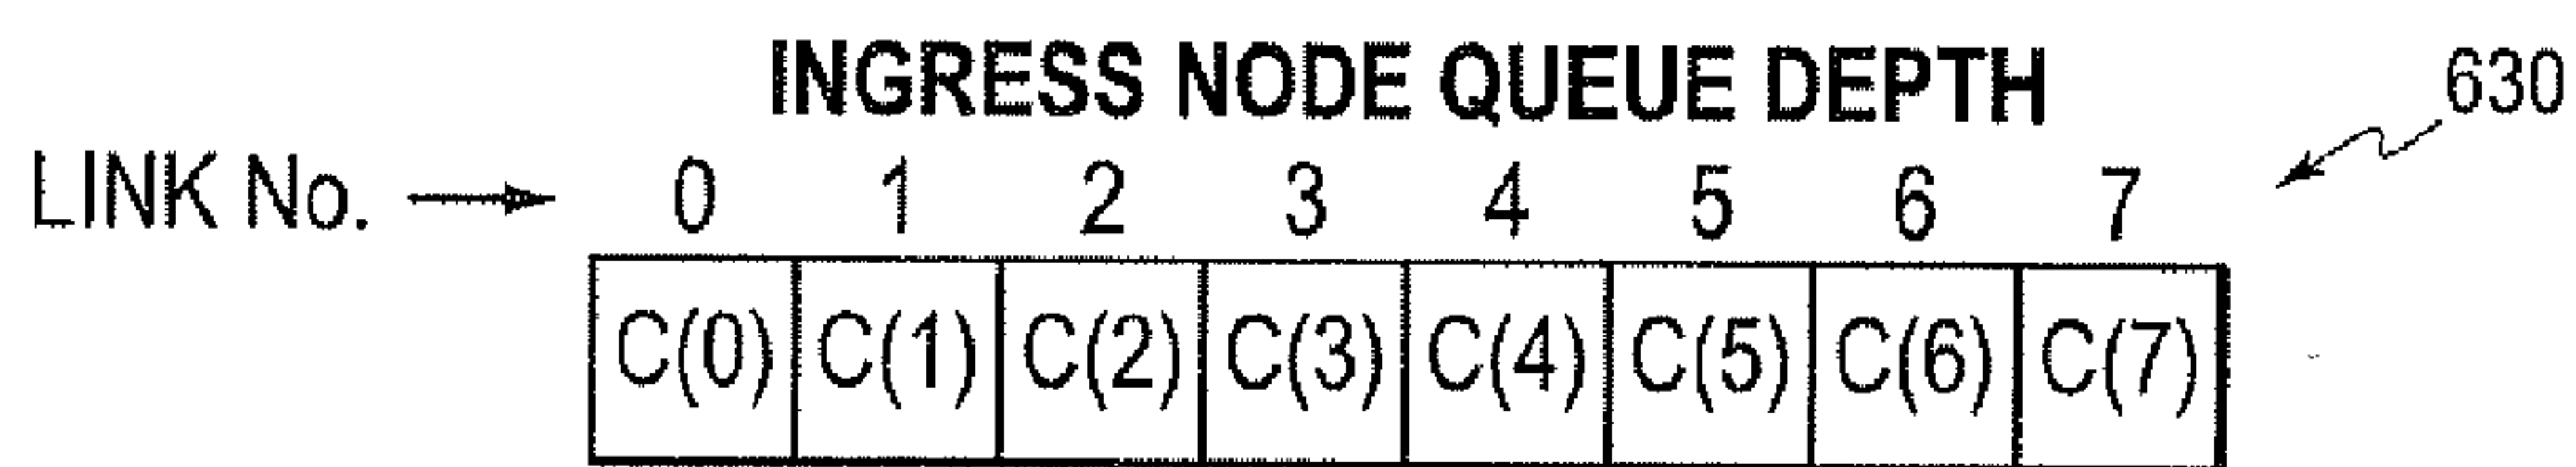 INGRESS NODE QUEUE DEPTH
630
LINK No. → 0 1 2 3 4 5 6 7
C(0) C(1) C(2) C(3) C(4) C(5) C(6) C(7)